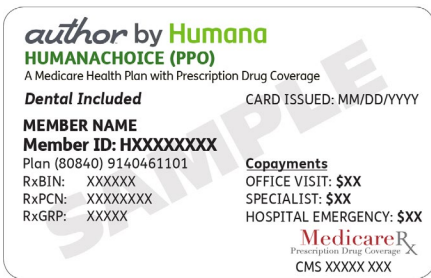 author by Humana
HUMANACHOICE (PPO)
A Medicare Health Plan with Prescription Drug Coverage
Dental Included
CARD ISSUED: MM/DD/YYYY
MEMBER NAME
Member ID: HXXXXXXXX
Plan (80840) 9140461101
RxBIN: XXXXXX
RxPCN: XXXXXXXX
RxGRP: XXXXX
Copayments
OFFICE VISIT: $XX
SPECIALIST: $XX
HOSPITAL EMERGENCY: $XX
MedicareRx
Prescription Drug Coverage
CMS XXXXX XXX
SAMPLE